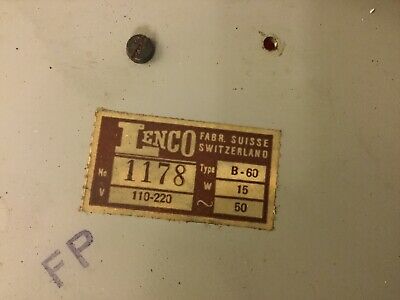 LENCO FABR. SUISSE
SWITZERLAND
No 1178 Type B-60
W 15
V 110-220 ~ 50
FP